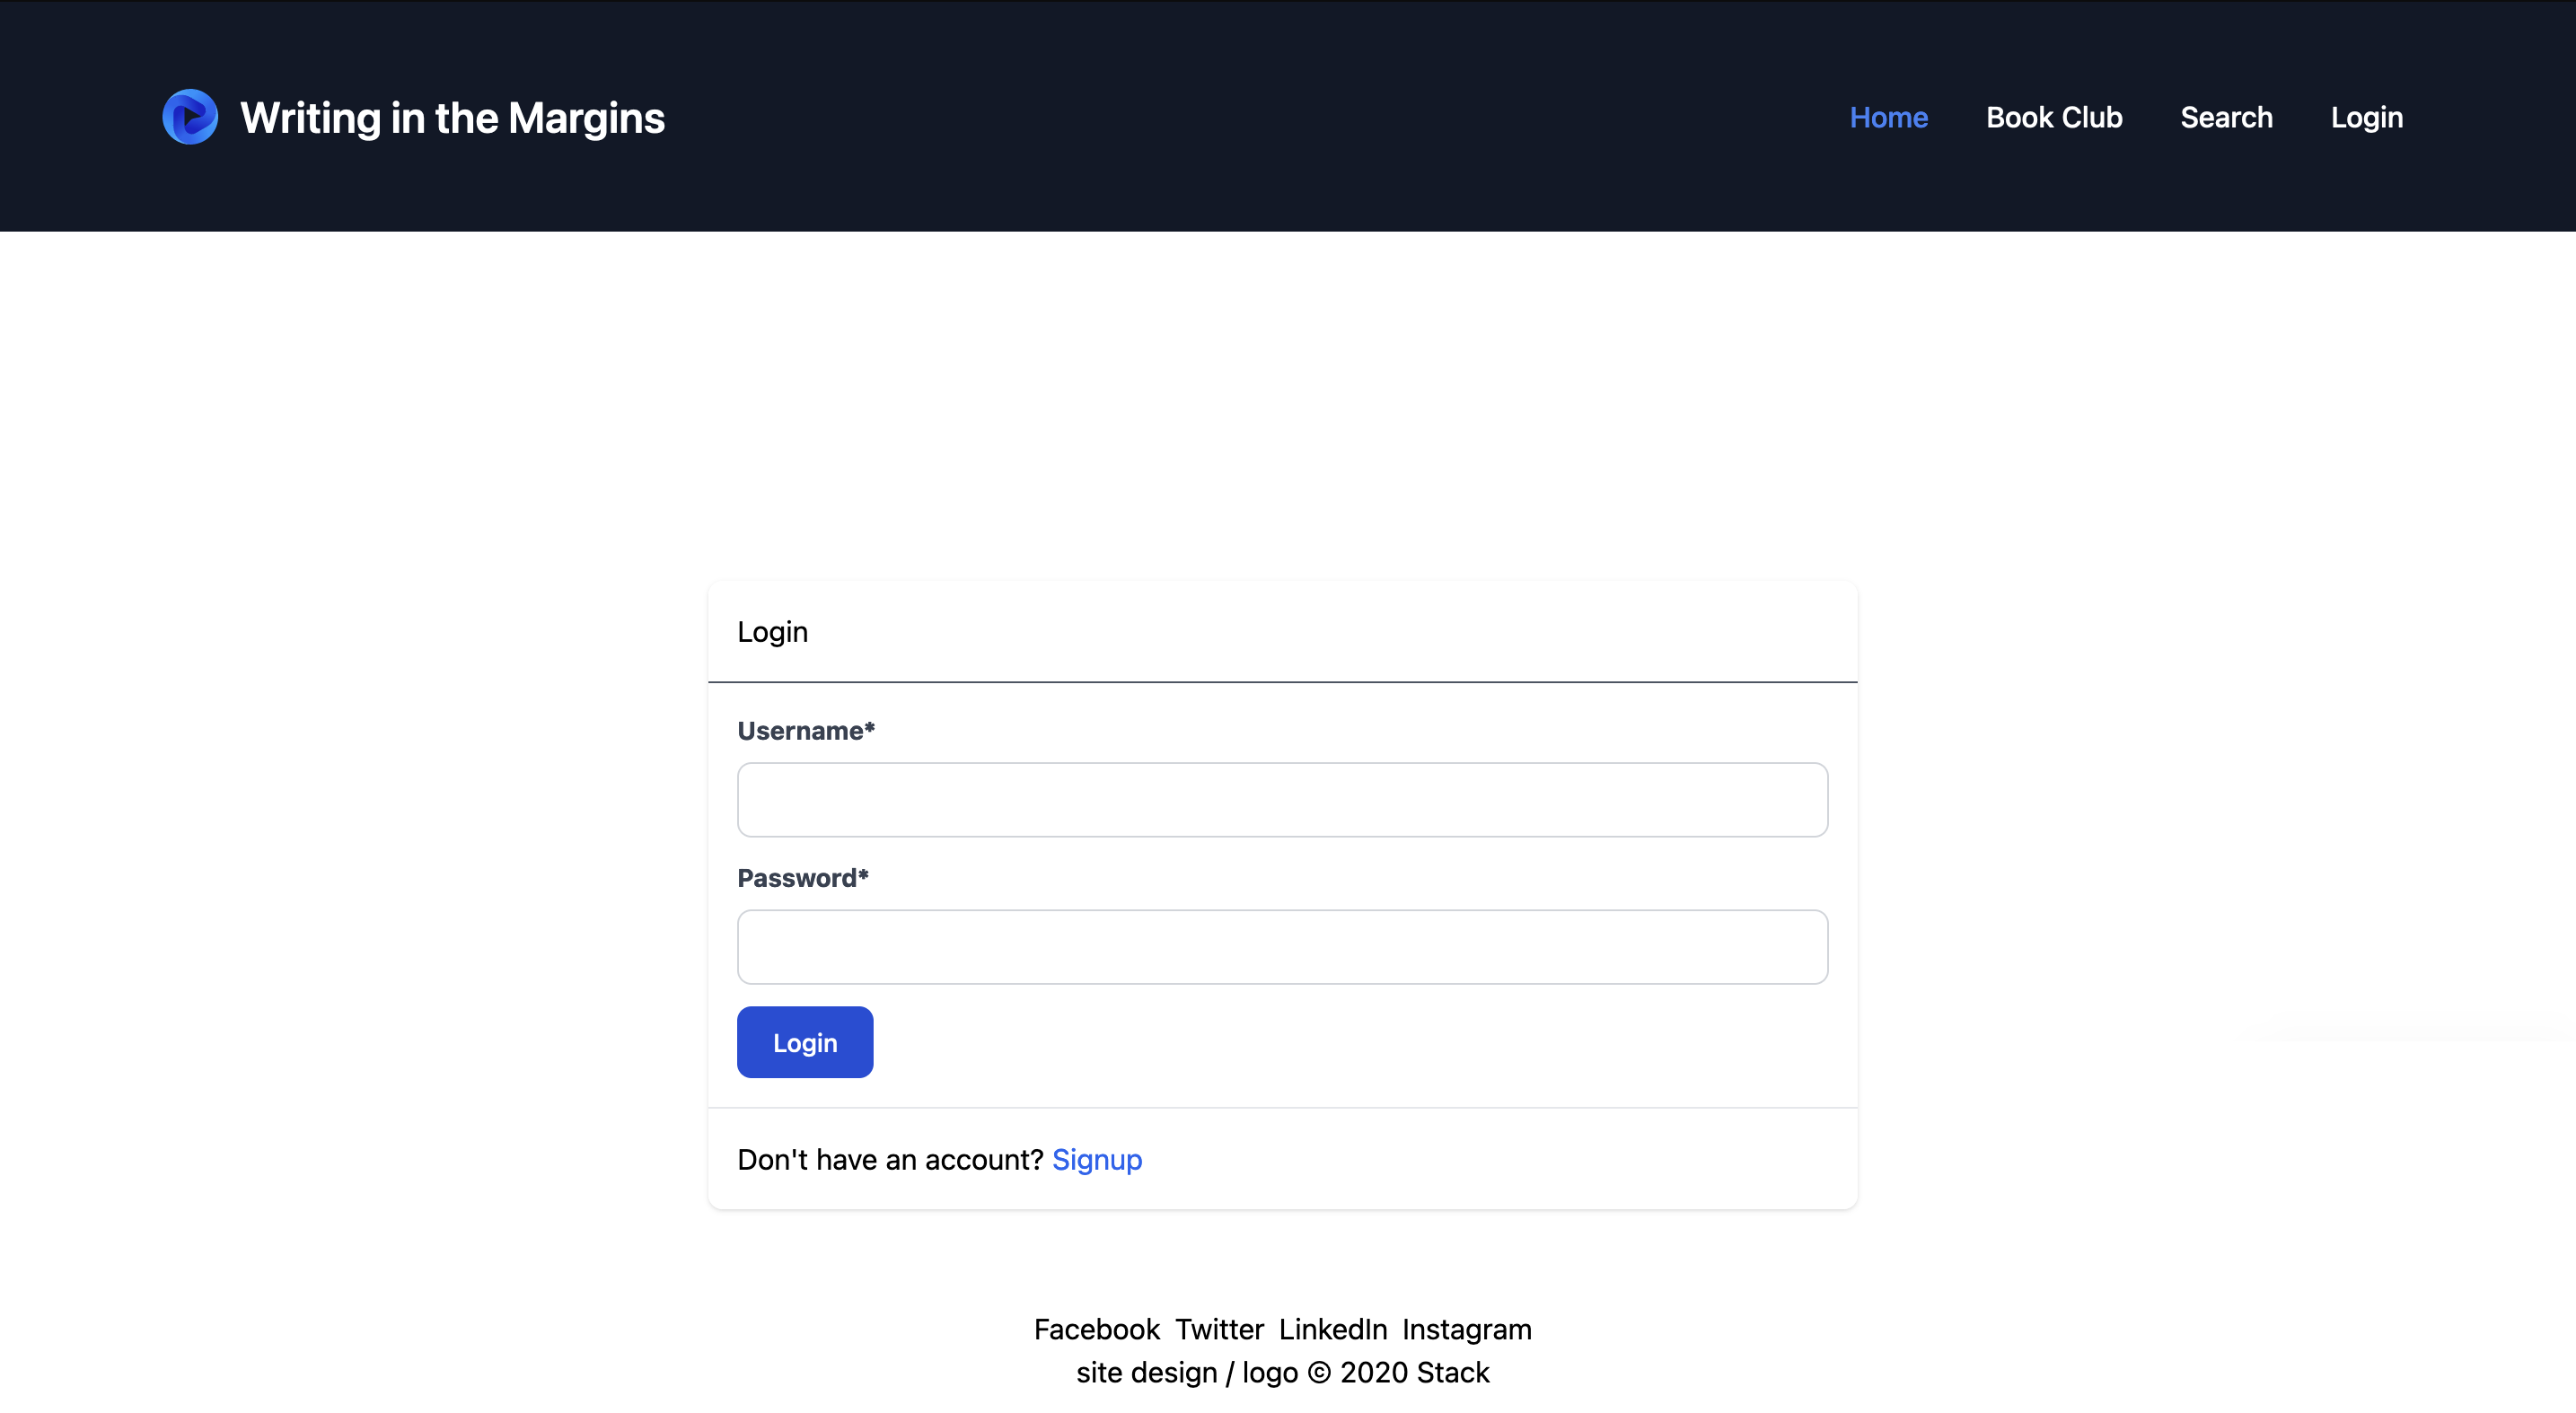 Writing in the Margins
Home Book Club Search Login
Login
Username*
Password*
Login
Don't have an account? Signup
Facebook Twitter LinkedIn Instagram
site design / logo © 2020 Stack